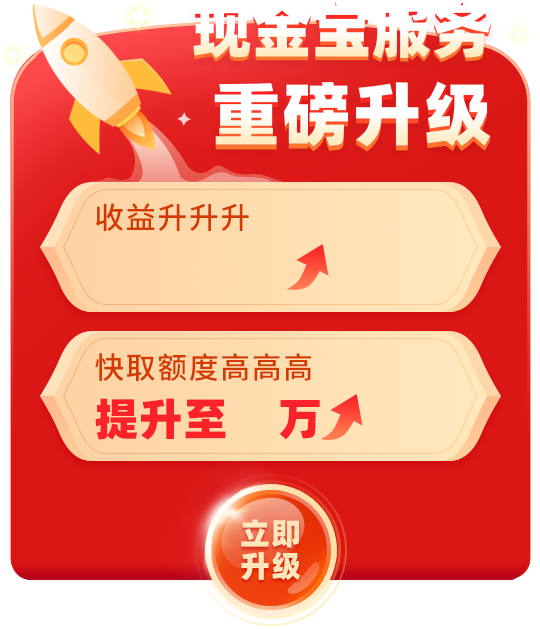 现金宝服务
重磅升级
收益升升升
快取额度高高高
提升至 万
立即
升级